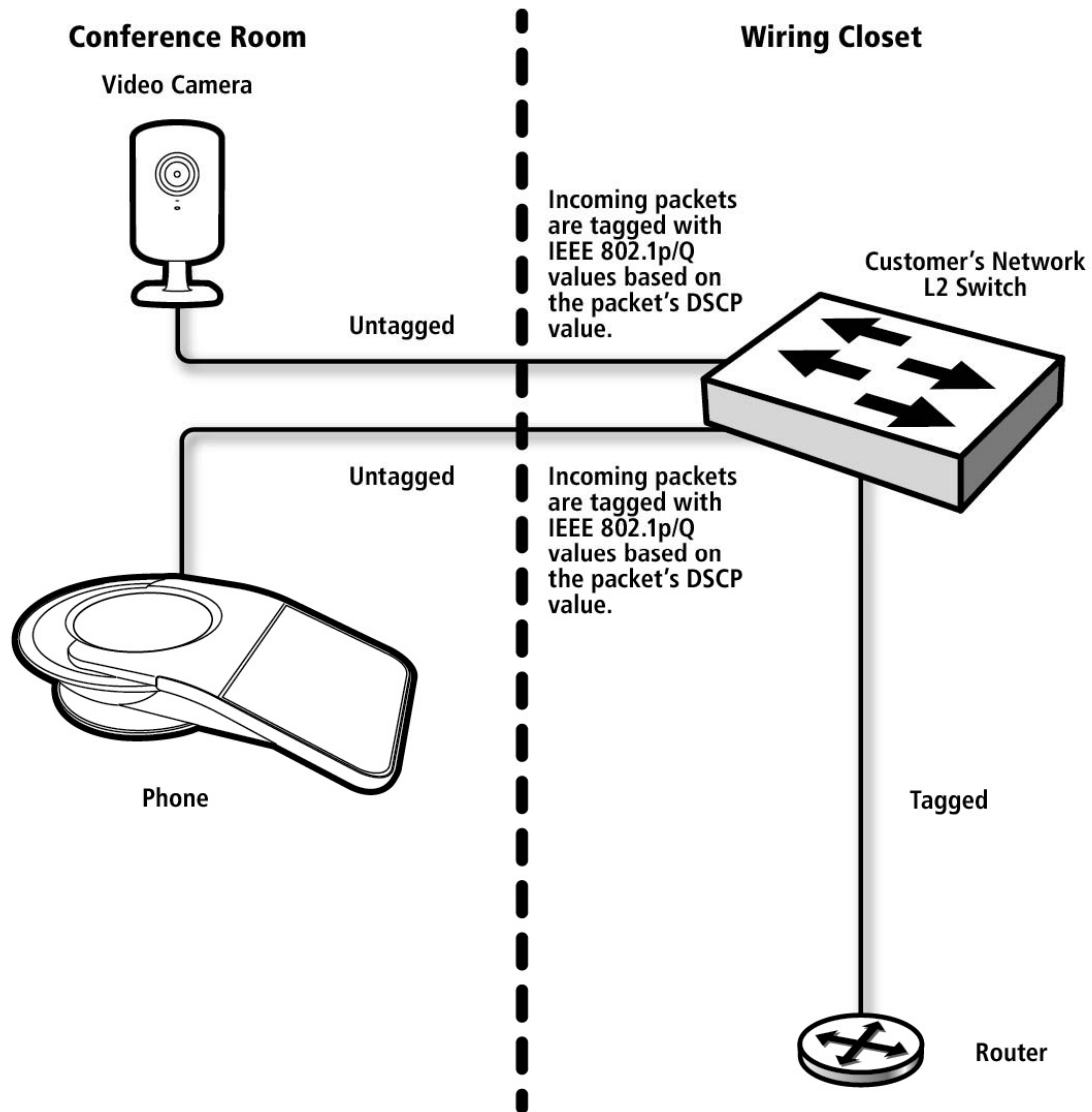 Conference Room
Wiring Closet
Video Camera
Incoming packets
are tagged with
IEEE 802.1p/Q
values based on
the packet's DSCP
value.
Customer's Network
L2 Switch
Untagged
Untagged
Incoming packets
are tagged with
IEEE 802.1p/Q
values based on
the packet's DSCP
value.
Phone
Tagged
Router